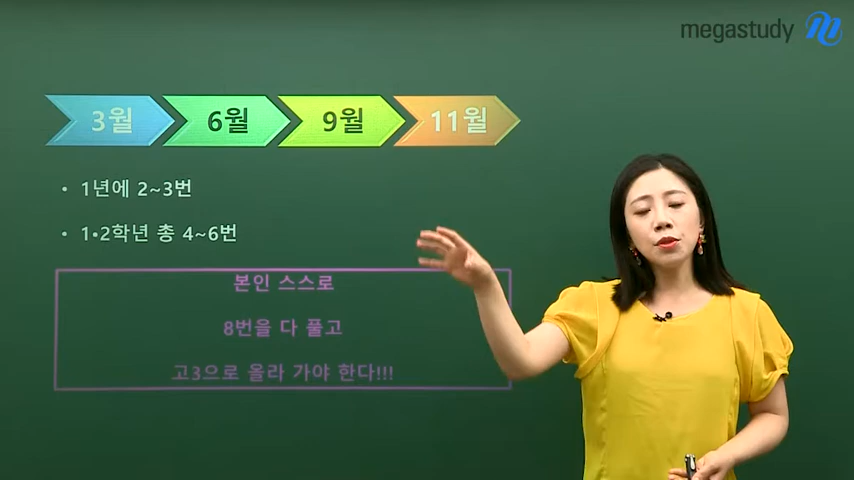 megastudy
3월 6월 9월 11월
• 1년에 2~3번
• 1•2학년 총 4~6번
본인 스스로
8번을 다 풀고
고3으로 올라 가야 한다!!!